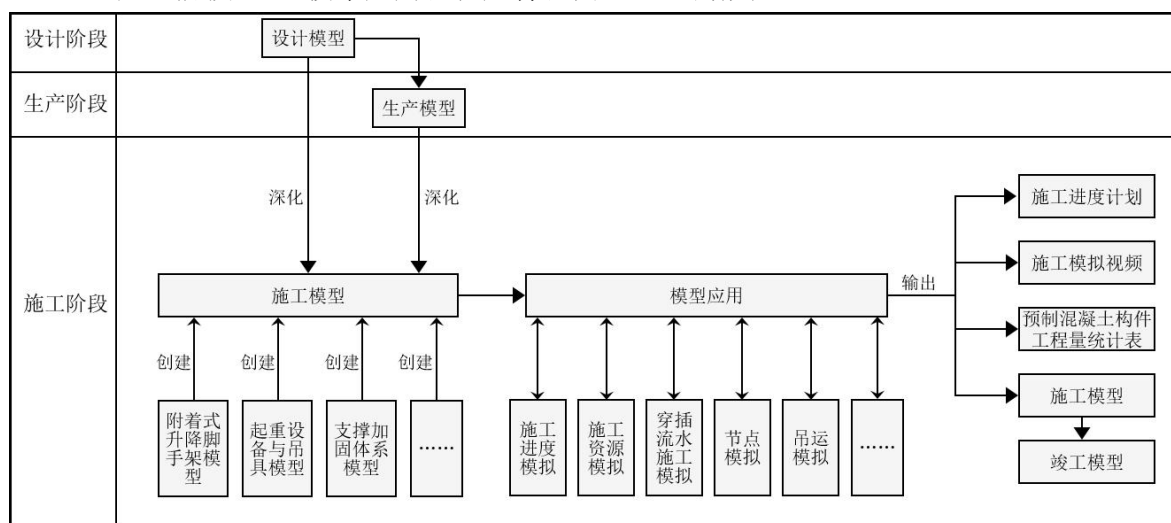 设计阶段
设计模型
生产阶段
生产模型
施工阶段
深化
深化
施工模型
模型应用
输出
创建
创建
创建
创建
附着式
升降脚
手架模
型
起重设
备与吊
具模型
支撑加
固体系
模型
……
施工
进度
模拟
施工
资源
模拟
穿插
流水
施工
模拟
节点
模拟
吊运
模拟
……
施工进度计划
施工模拟视频
预制混凝土构件
工程量统计表
施工模型
竣工模型